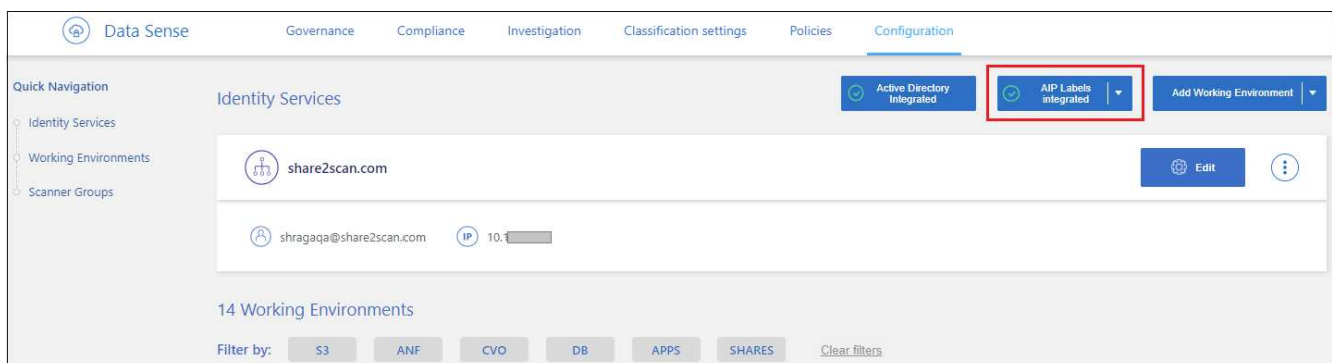 Data Sense
Governance Compliance Investigation Classification settings Policies Configuration
Quick Navigation
Identity Services
Working Environments
Scanner Groups
Identity Services
Active Directory
Integrated
AIP Labels
integrated
Add Working Environment
share2scan.com
Edit
shragaqa@share2scan.com IP 10.1
14 Working Environments
Filter by: S3 ANF CVO DB APPS SHARES Clear filters